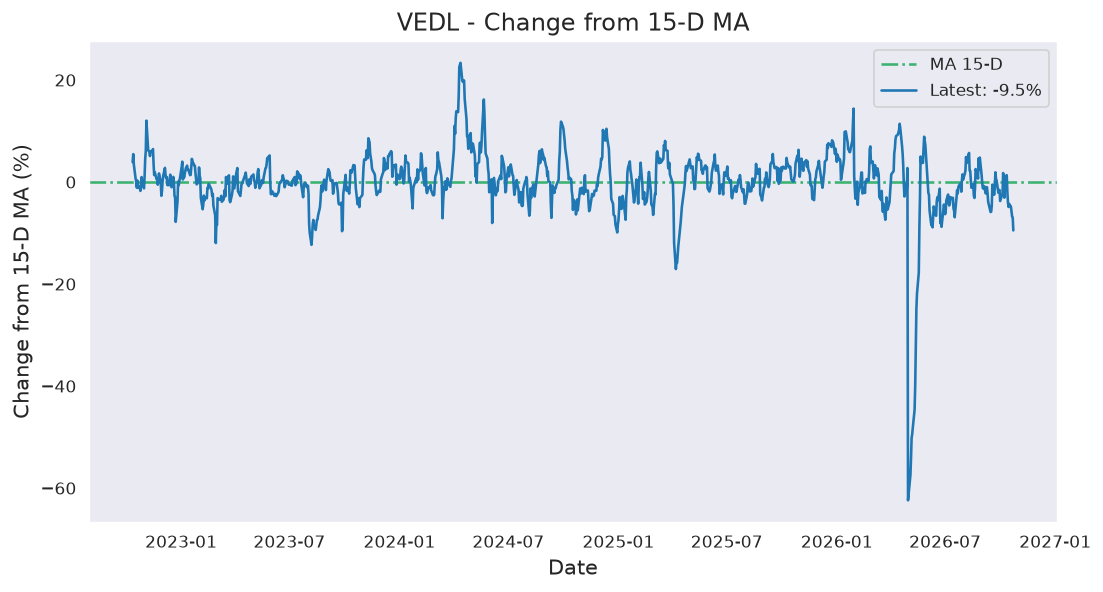 VEDL - Change from 15-D MA
MA 15-D
Latest: -9.5%
Change from 15-D MA (%)
20
0
−20
−40
−60
2023-01
2023-07
2024-01
2024-07
2025-01
2025-07
2026-01
2026-07
2027-01
Date